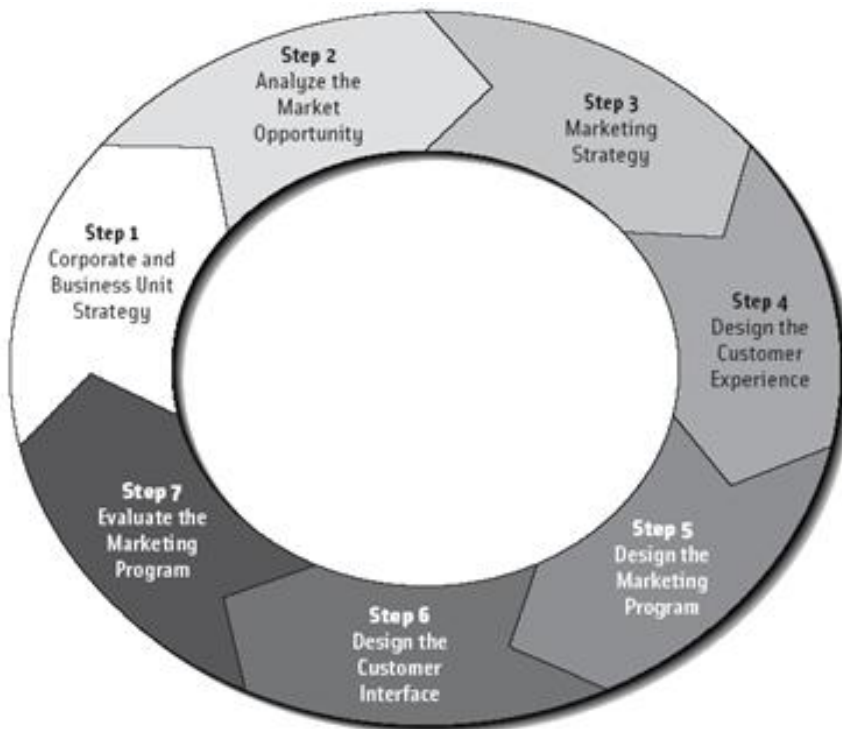 Step 1
Corporate and
Business Unit
Strategy
Step 2
Analyze the
Market
Opportunity
Step 3
Marketing
Strategy
Step 4
Design the
Customer
Experience
Step 5
Design the
Marketing
Program
Step 6
Design the
Customer
Interface
Step 7
Evaluate the
Marketing
Program